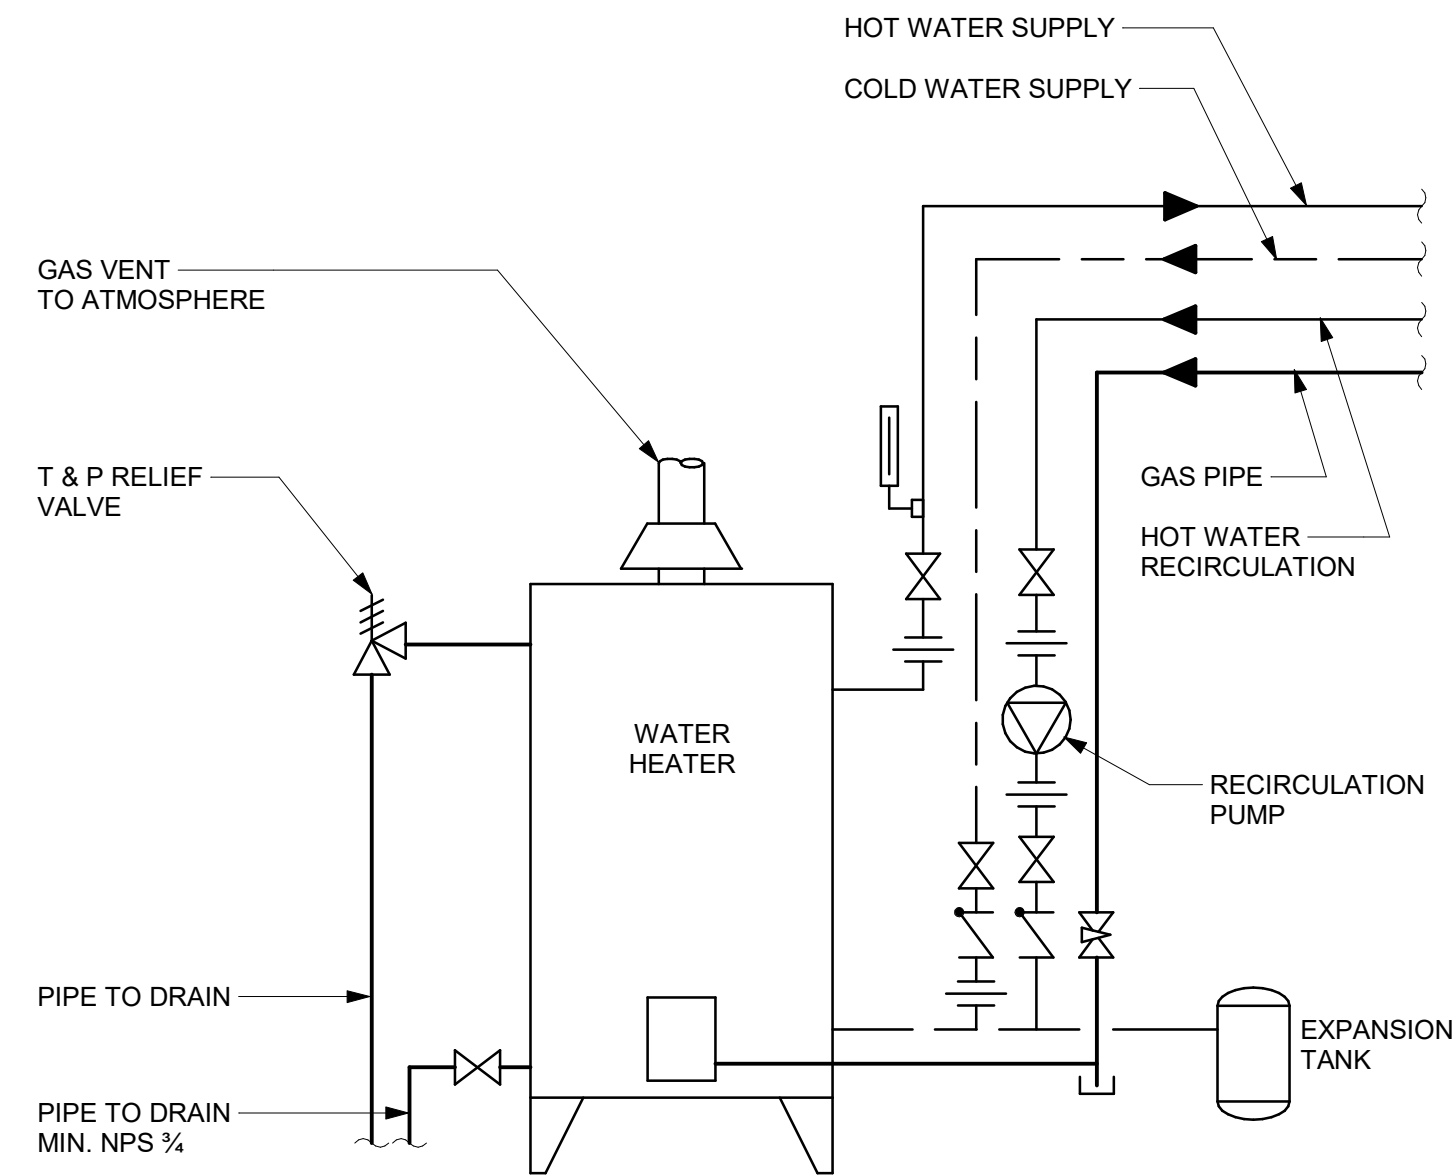 HOT WATER SUPPLY
COLD WATER SUPPLY
GAS VENT
TO ATMOSPHERE
T & P RELIEF
VALVE
GAS PIPE
HOT WATER
RECIRCULATION
WATER
HEATER
RECIRCULATION
PUMP
PIPE TO DRAIN
EXPANSION
TANK
PIPE TO DRAIN
MIN. NPS ¾